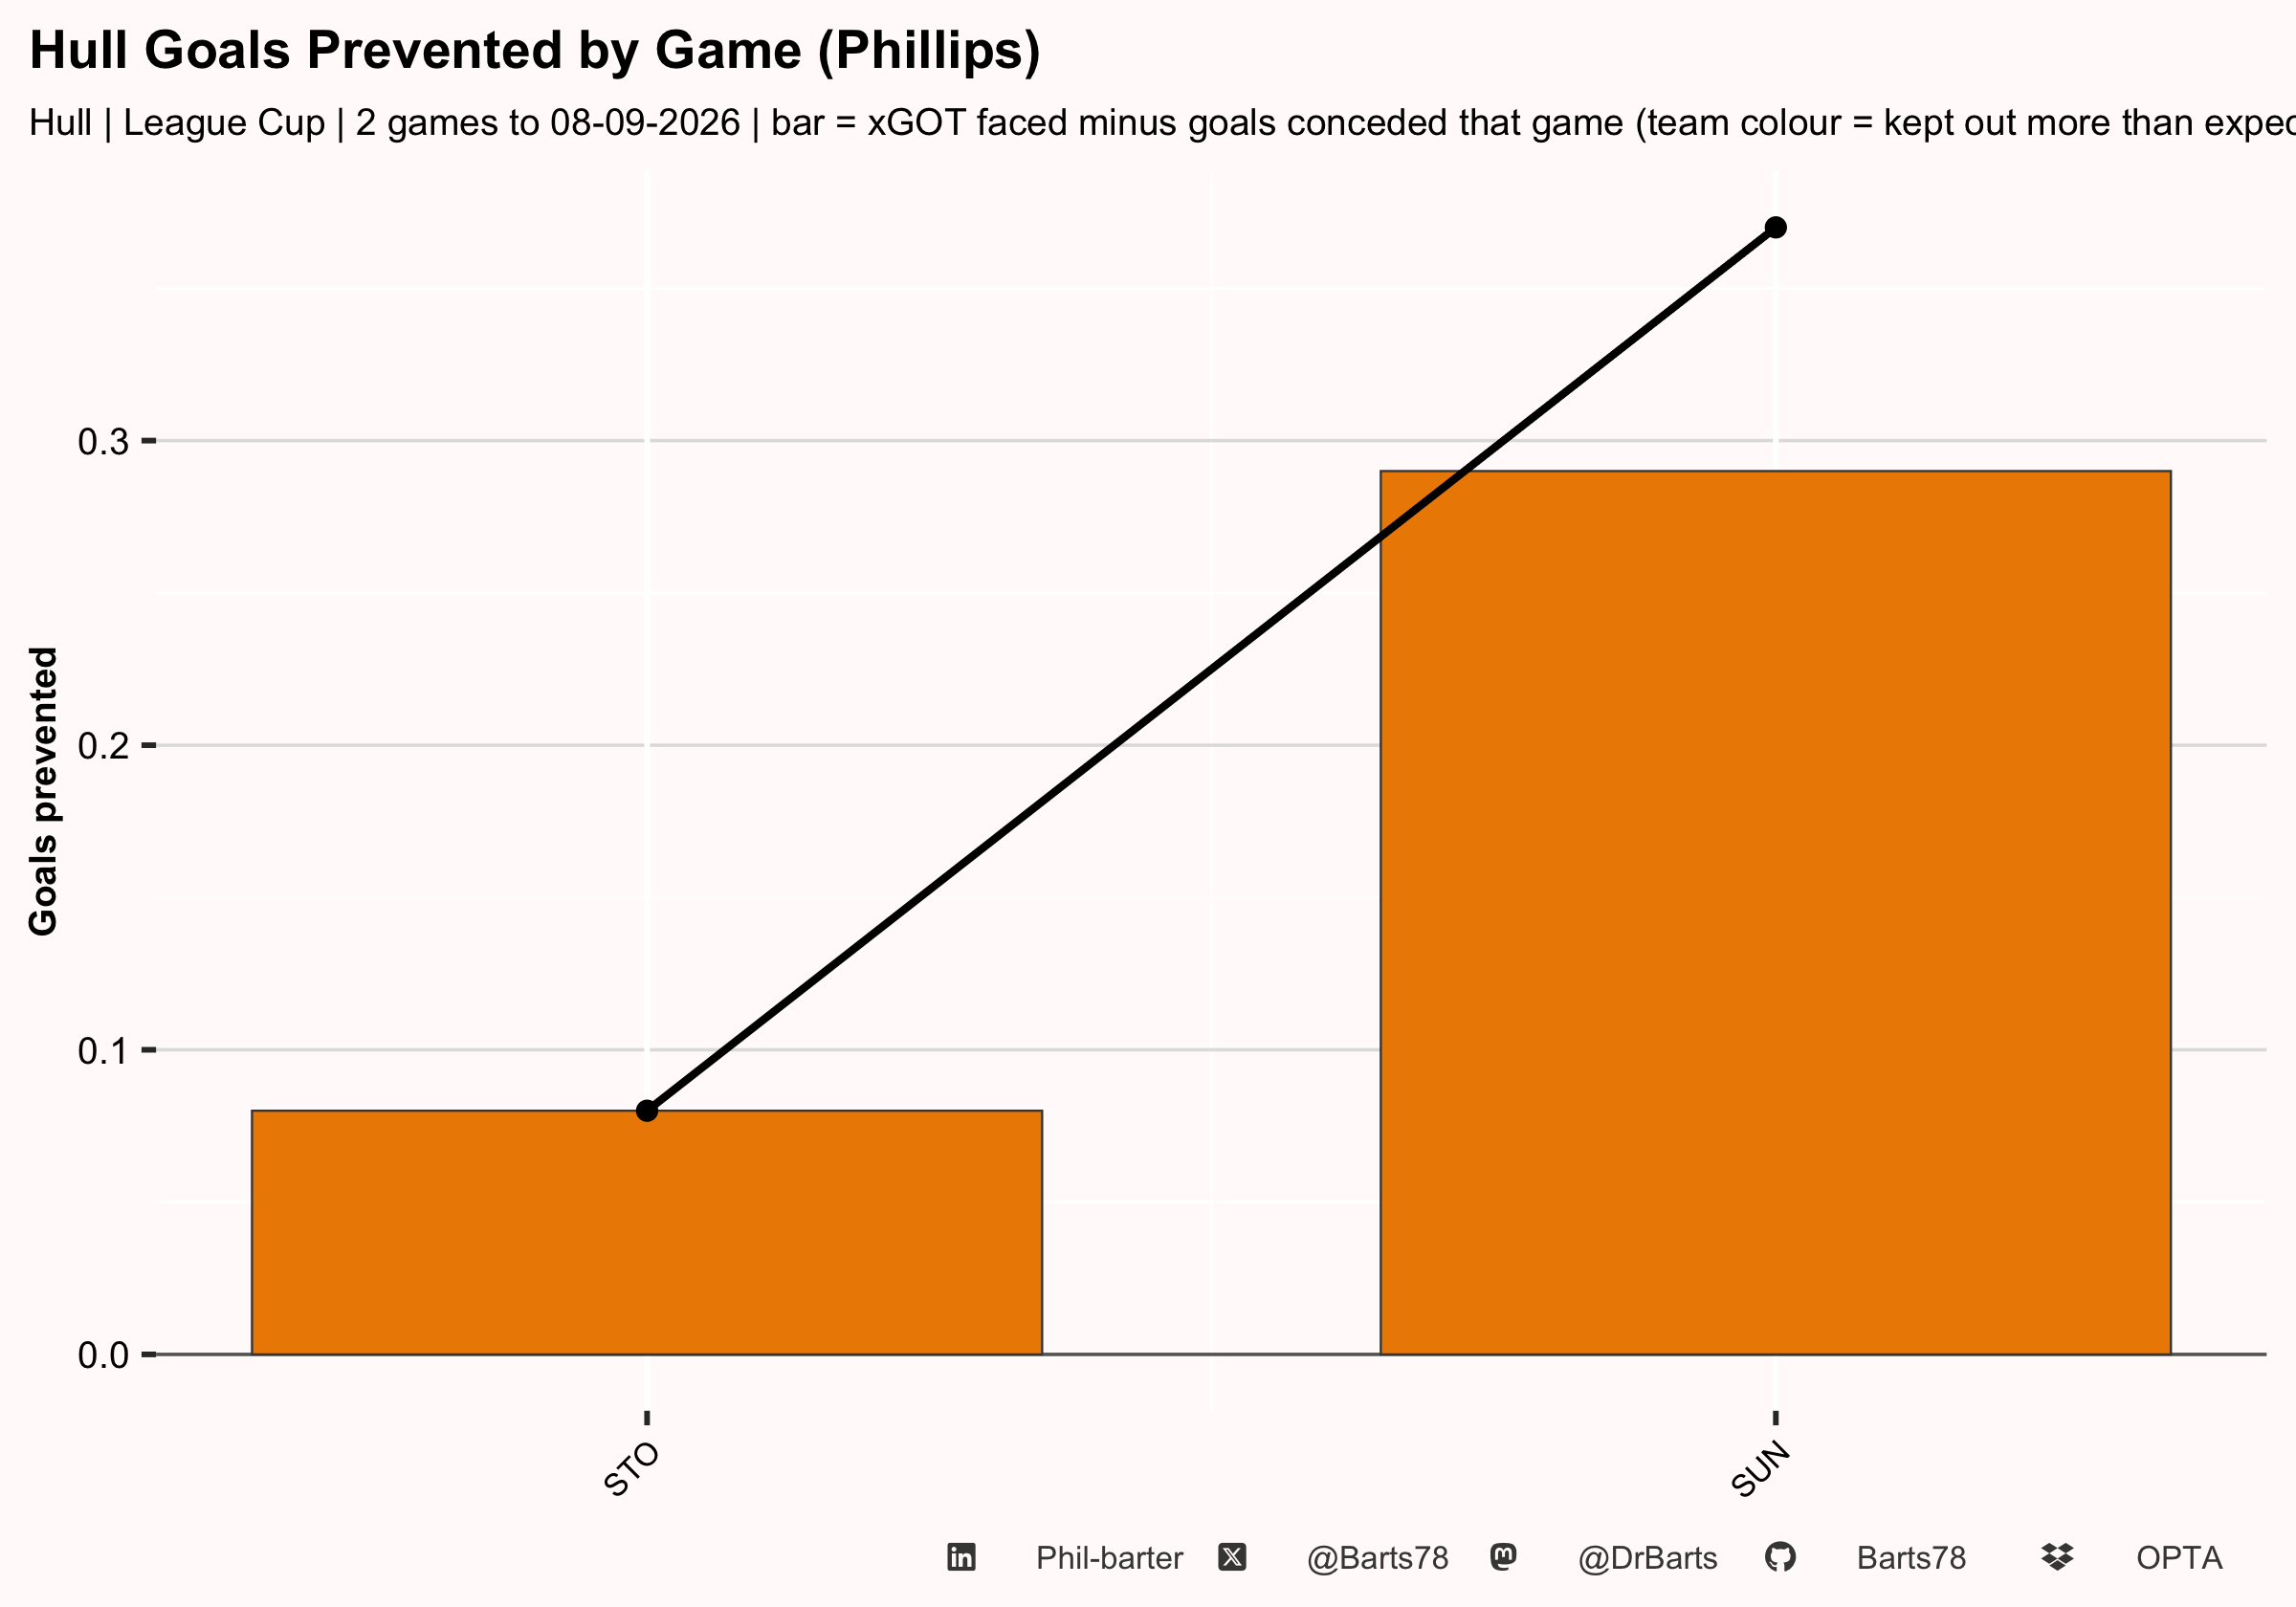 Hull Goals Prevented by Game (Phillips)
Hull | League Cup | 2 games to 08-09-2026 | bar = xGOT faced minus goals conceded that game (team colour = kept out more than expec
Goals prevented
0.3
0.2
0.1
0.0
STO
SUN
Phil-barter @Barts78 @DrBarts Barts78 OPTA